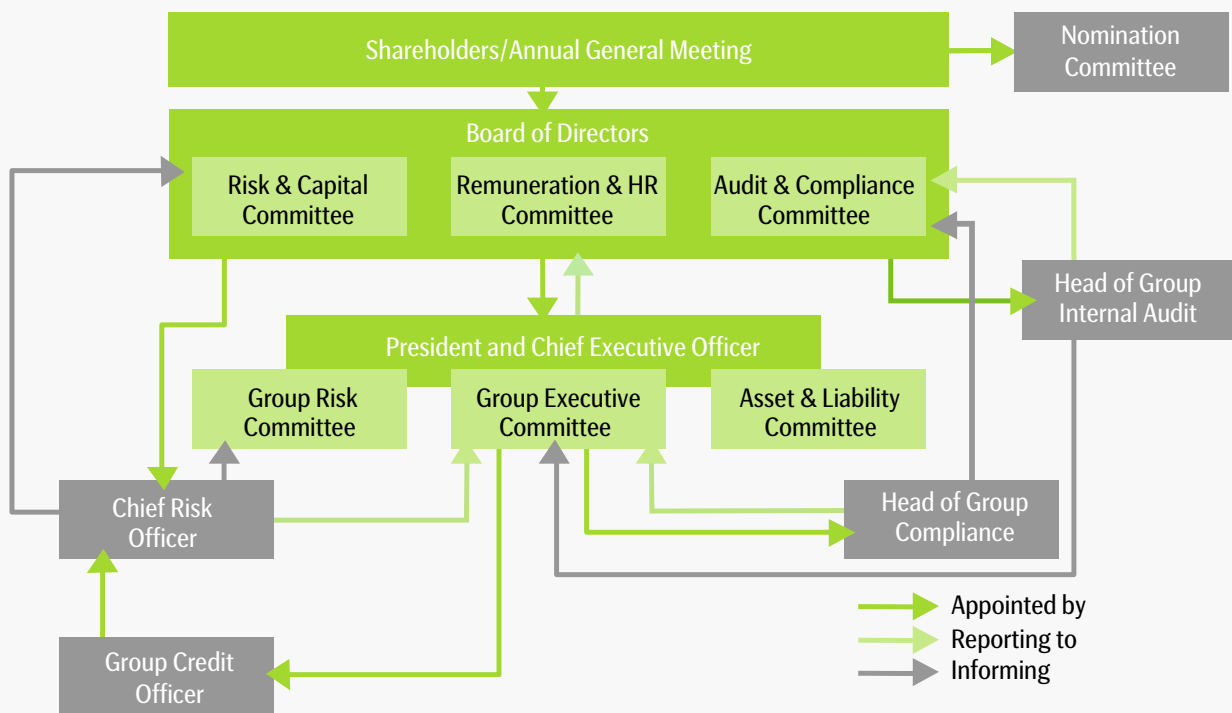 Shareholders/Annual General Meeting
Nomination
Committee
Board of Directors
Risk & Capital
Committee
Remuneration & HR
Committee
Audit & Compliance
Committee
Head of Group
Internal Audit
President and Chief Executive Officer
Group Risk
Committee
Group Executive
Committee
Asset & Liability
Committee
Chief Risk
Officer
Head of Group
Compliance
Group Credit
Officer
Appointed by
Reporting to
Informing